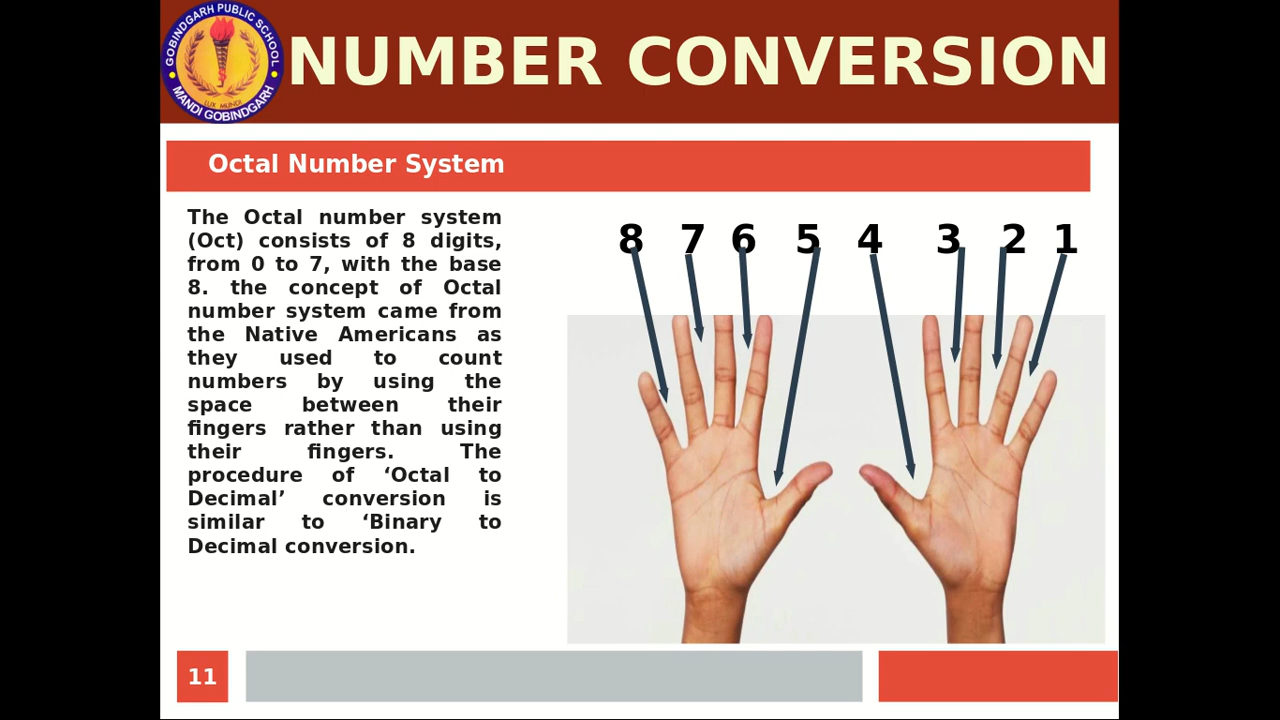 GOBINDGARH PUBLIC SCHOOL
LUX MUNDI
MANDI GOBINDGARH
NUMBER CONVERSION
Octal Number System
The Octal number system
(Oct) consists of 8 digits,
from 0 to 7, with the base
8. the concept of Octal
number system came from
the Native Americans as
they used to count
numbers by using the
space between their
fingers rather than using
their fingers. The
procedure of ‘Octal to
Decimal’ conversion is
similar to ‘Binary to
Decimal conversion.
8 7 6 5 4 3 2 1
11